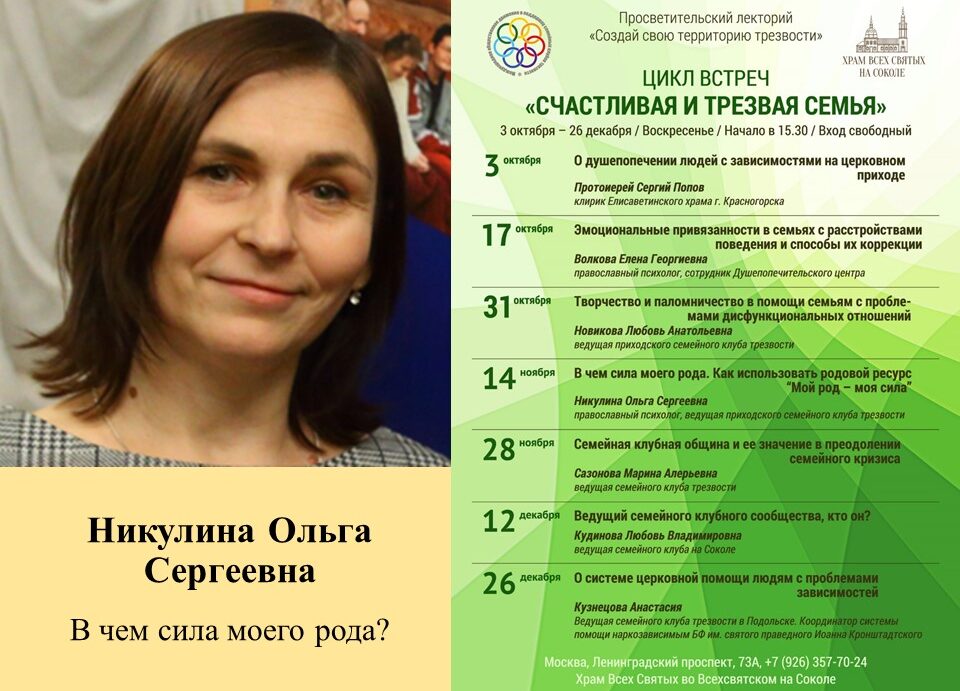 Никулина Ольга
Сергеевна
В чем сила моего рода?
Просветительский лекторий
«Создай свою территорию трезвости»
ХРАМ ВСЕХ СВЯТЫХ
НА СОКОЛЕ
ЦИКЛ ВСТРЕЧ
«СЧАСТЛИВАЯ И ТРЕЗВАЯ СЕМЬЯ»
3 октября – 26 декабря / Воскресенье / Начало в 15.30 / Вход свободный
3 октября
О душепопечении людей с зависимостями на церковном
приходе
Протоиерей Сергий Попов
клирик Елисаветинского храма г. Красногорска
17 октября
Эмоциональные привязанности в семьях с расстройствами
поведения и способы их коррекции
Волкова Елена Георгиевна
православный психолог, сотрудник Душепопечительского центра
31 октября
Творчество и паломничество в помощи семьям с пробле-
мами дисфункциональных отношений
Новикова Любовь Анатольевна
ведущая приходского семейного клуба трезвости
14 ноября
В чем сила моего рода. Как использовать родовой ресурс
“Мой род – моя сила”
Никулина Ольга Сергеевна
православный психолог, ведущая приходского семейного клуба трезвости
28 ноября
Семейная клубная община и ее значение в преодолении
семейного кризиса
Сазонова Марина Алерьевна
ведущая семейного клуба трезвости
12 декабря
Ведущий семейного клубного сообщества, кто он?
Кудинова Любовь Владимировна
ведущая семейного клуба на Соколе
26 декабря
О системе церковной помощи людям с проблемами
зависимостей
Кузнецова Анастасия
Ведущая семейного клуба трезвости в Подольске. Координатор системы
помощи наркозависимым БФ им. святого праведного Иоанна Кронштадтского
Москва, Ленинградский проспект, 73А, +7 (926) 357-70-24
Храм Всех Святых во Всехсвятском на Соколе